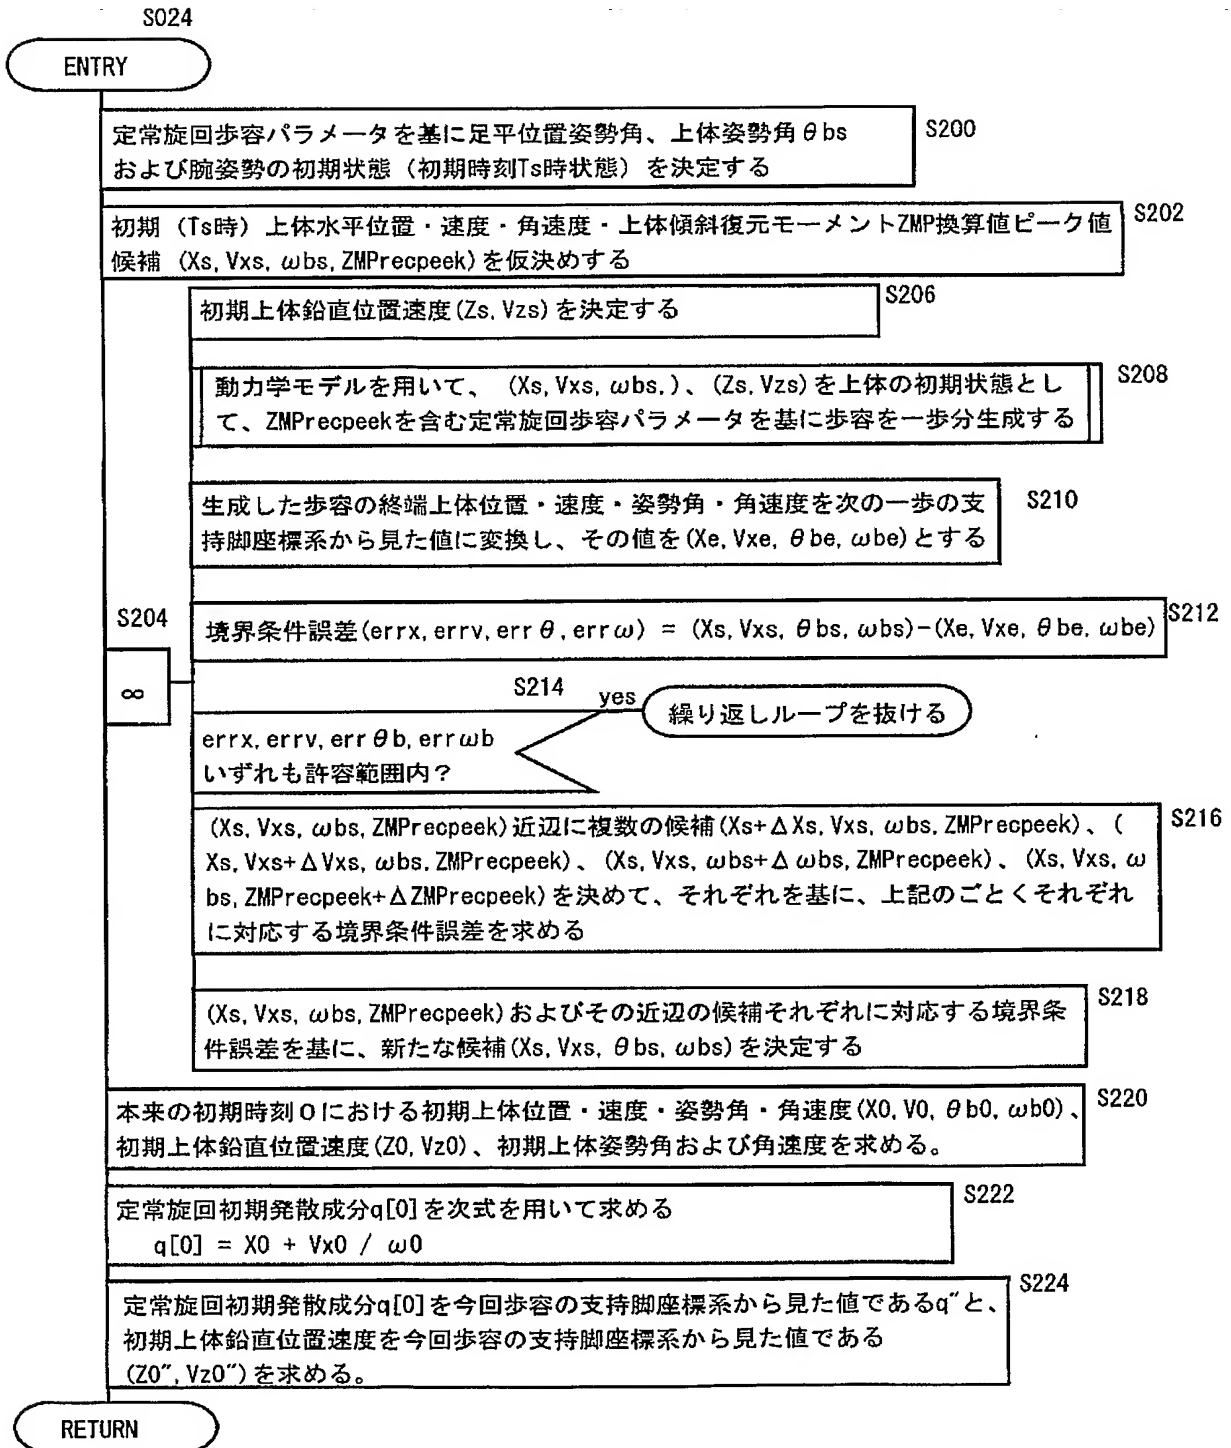 S024
ENTRY
定常旋回歩容パラメータを基に足平位置姿勢角、上体姿勢角θbs
および腕姿勢の初期状態（初期時刻Ts時状態）を決定する
S200
初期（Ts時）上体水平位置・速度・角速度・上体傾斜復元モーメントZMP換算値ピーク値
候補（Xs, Vxs, ωbs, ZMPrecpeek)を仮決めする
S202
初期上体鉛直位置速度(Zs, Vzs)を決定する
S206
動力学モデルを用いて、（Xs, Vxs, ωbs,）、(Zs, Vzs)を上体の初期状態とし
て、ZMPrecpeekを含む定常旋回歩容パラメータを基に歩容を一歩分生成する
S208
生成した歩容の終端上体位置・速度・姿勢角・角速度を次の一歩の支
持脚座標系から見た値に変換し、その値を(Xe, Vxe, θbe, ωbe)とする
S210
S204
∞
境界条件誤差(errx, errv, errθ, errω) = (Xs, Vxs, θbs, ωbs)-(Xe, Vxe, θbe, ωbe)
S212
S214
errx, errv, errθb, errωb
いずれも許容範囲内？
yes
繰り返しループを抜ける
(Xs, Vxs, ωbs, ZMPrecpeek)近辺に複数の候補(Xs+ΔXs, Vxs, ωbs, ZMPrecpeek)、(
Xs, Vxs+ΔVxs, ωbs, ZMPrecpeek)、(Xs, Vxs, ωbs+Δωbs, ZMPrecpeek)、(Xs, Vxs, ω
bs, ZMPrecpeek+ΔZMPrecpeek)を決めて、それぞれを基に、上記のごとくそれぞれ
に対応する境界条件誤差を求める
S216
(Xs, Vxs, ωbs, ZMPrecpeek)およびその近辺の候補それぞれに対応する境界条
件誤差を基に、新たな候補(Xs, Vxs, θbs, ωbs)を決定する
S218
本来の初期時刻０における初期上体位置・速度・姿勢角・角速度(X0, V0, θb0, ωb0)、
初期上体鉛直位置速度(Z0, Vz0)、初期上体姿勢角および角速度を求める。
S220
定常旋回初期発散成分q[0]を次式を用いて求める
q[0] = X0 + Vx0 / ω0
S222
定常旋回初期発散成分q[0]を今回歩容の支持脚座標系から見た値であるq″と、
初期上体鉛直位置速度を今回歩容の支持脚座標系から見た値である
(Z0″, Vz0″)を求める。
S224
RETURN